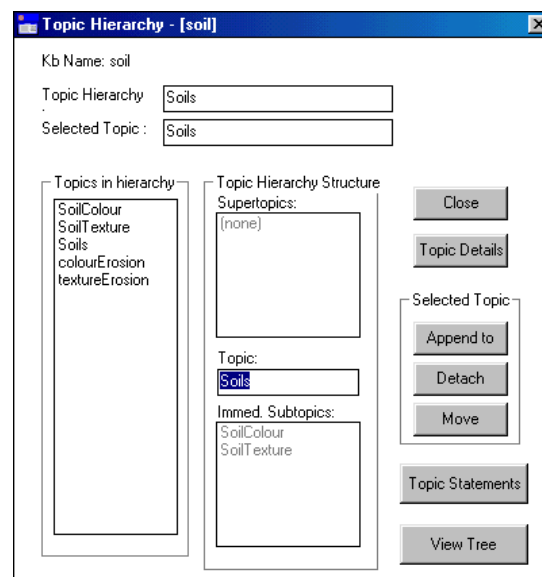 Topic Hierarchy - [soil]
Kb Name: soil
Topic Hierarchy
:
Soils
Selected Topic :
Soils
Topics in hierarchy
SoilColour
SoilTexture
Soils
colourErosion
textureErosion
Topic Hierarchy Structure
Supertopics:
(none)
Topic:
Soils
Immed. Subtopics:
SoilColour
SoilTexture
Close
Topic Details
Selected Topic
Append to
Detach
Move
Topic Statements
View Tree